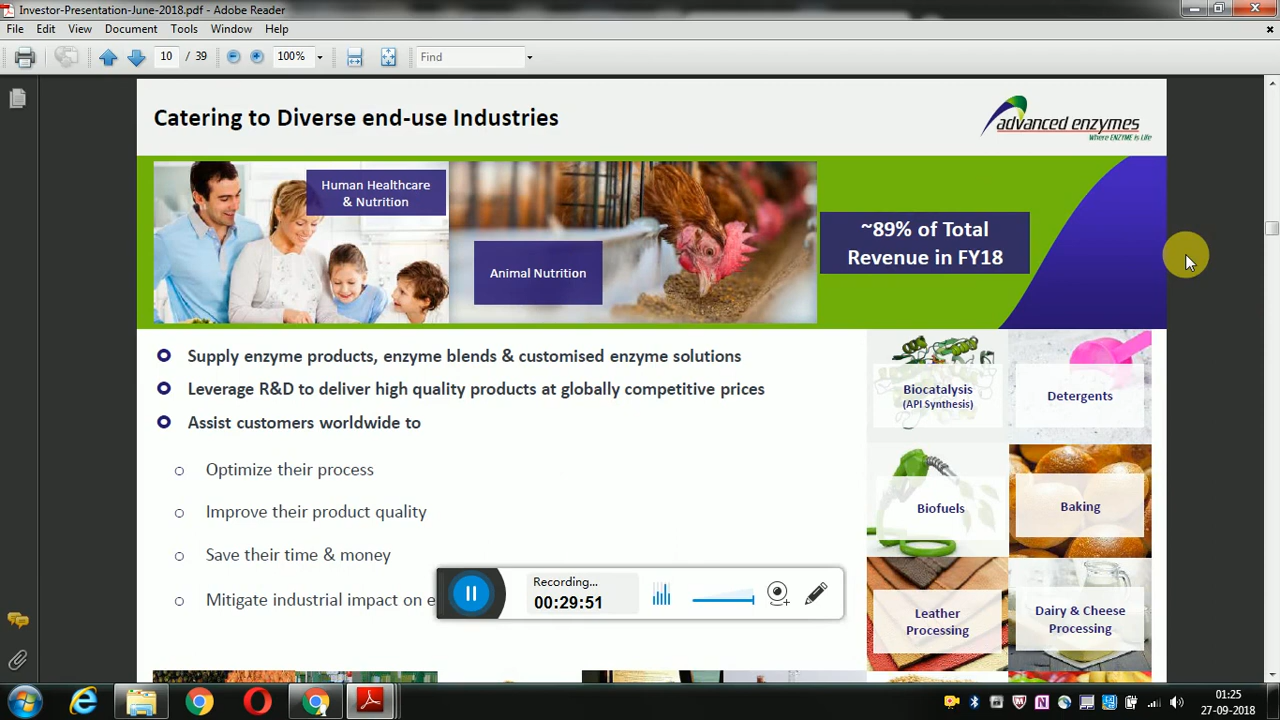 Investor-Presentation-June-2018.pdf - Adobe Reader
File Edit View Document Tools Window Help
10 / 39 100% Find
Catering to Diverse end-use Industries
advanced enzymes
Where ENZYME is Life
Human Healthcare
& Nutrition
Animal Nutrition
~89% of Total
Revenue in FY18
Supply enzyme products, enzyme blends & customised enzyme solutions
Leverage R&D to deliver high quality products at globally competitive prices
Assist customers worldwide to
Optimize their process
Improve their product quality
Save their time & money
Mitigate industrial impact on e
Biocatalysis
(API Synthesis)
Detergents
Biofuels
Baking
Leather
Processing
Dairy & Cheese
Processing
Recording...
00:29:51
01:25
27-09-2018